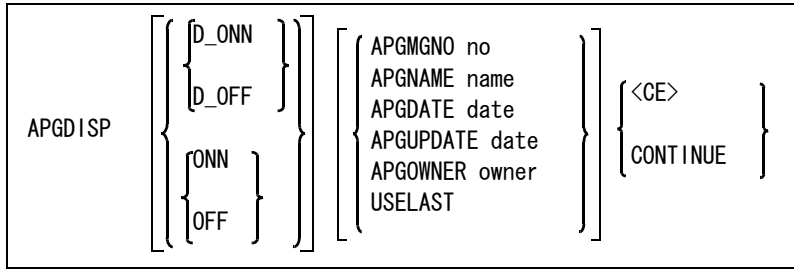 D_ONN
D_OFF
APGDISP
ONN
OFF
APGMGNO no
APGNAME name
APGDATE date
APGUPDATE date
APGOWNER owner
USELAST
<CE>
CONTINUE